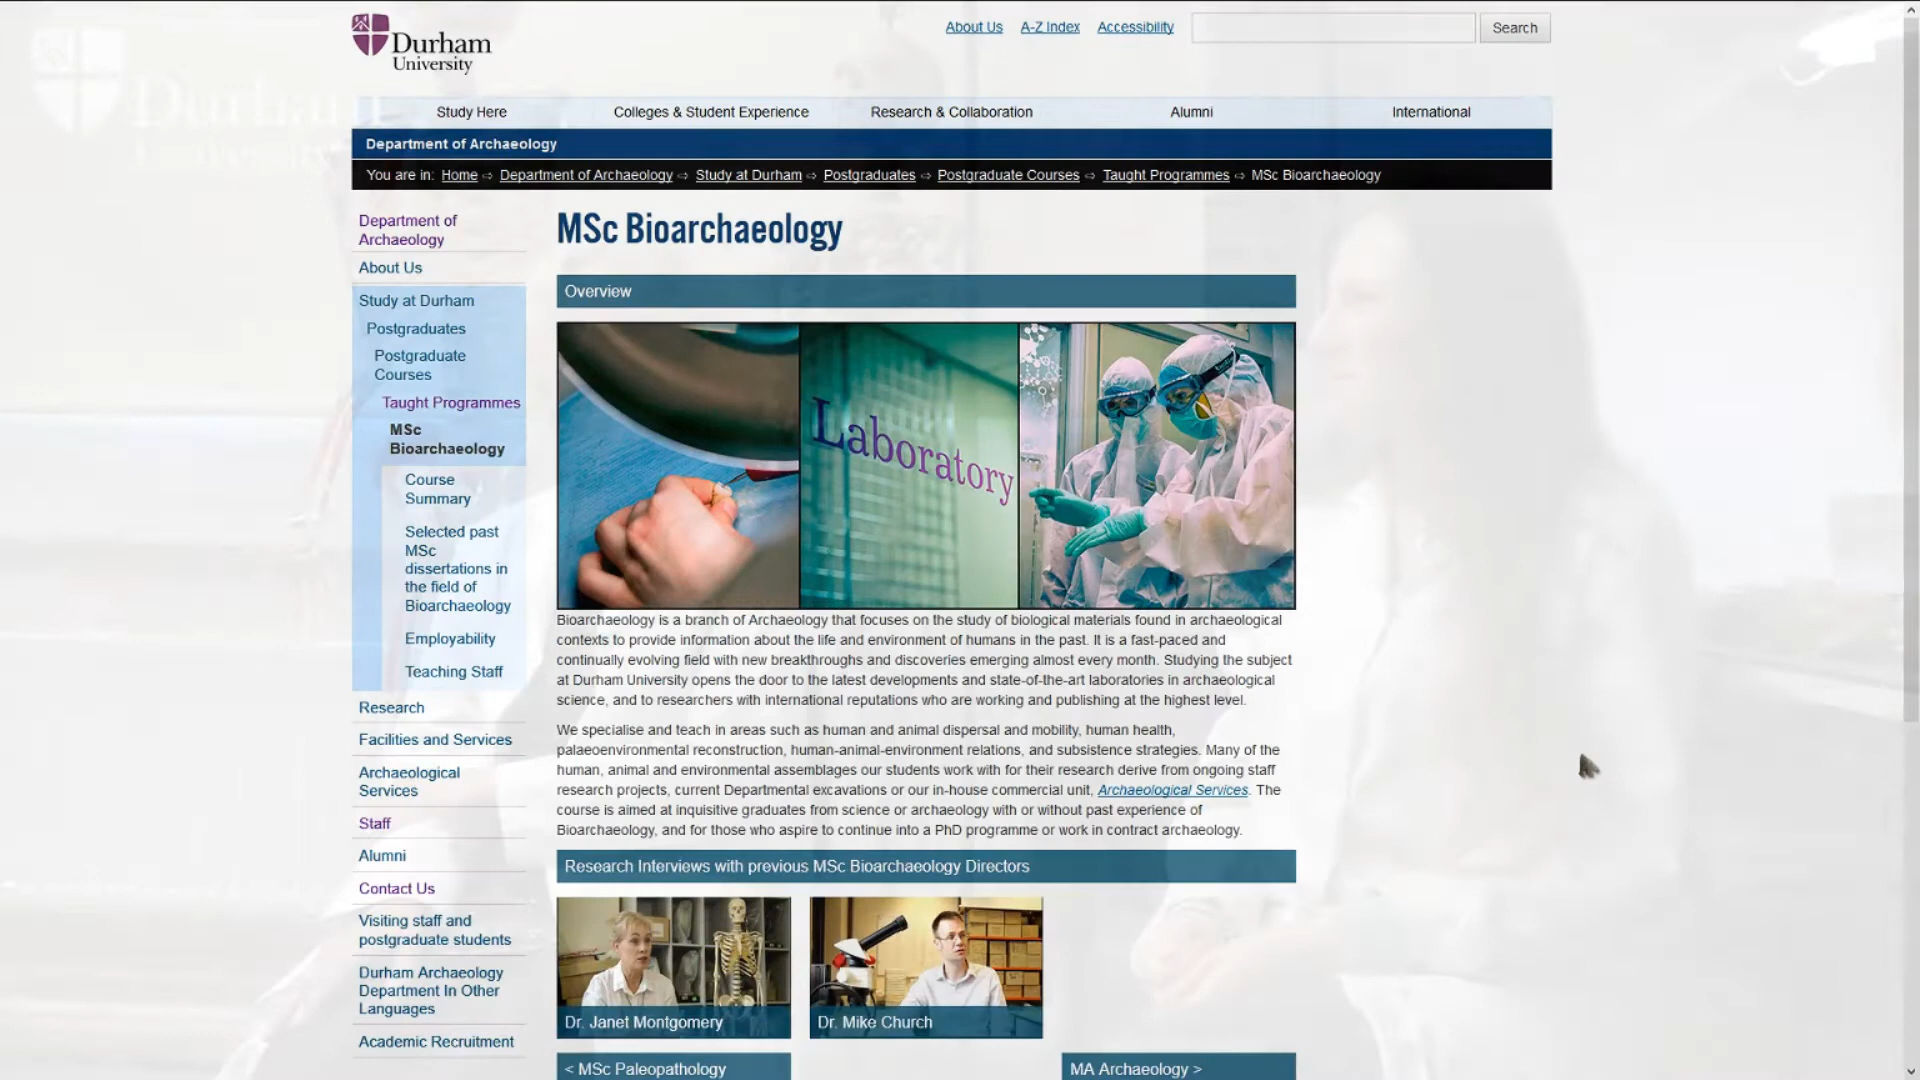 Durham
University
About Us
A-Z Index
Accessibility
Search
Durham
University
Study Here
Colleges & Student Experience
Research & Collaboration
Alumni
International
Department of Archaeology
You are in: Home ⇨ Department of Archaeology ⇨ Study at Durham ⇨ Postgraduates ⇨ Postgraduate Courses ⇨ Taught Programmes ⇨ MSc Bioarchaeology
Department of
Archaeology
About Us
Study at Durham
Postgraduates
Postgraduate
Courses
Taught Programmes
MSc
Bioarchaeology
Course
Summary
Selected past
MSc
dissertations in
the field of
Bioarchaeology
Employability
Teaching Staff
Research
Facilities and Services
Archaeological
Services
Staff
Alumni
Contact Us
Visiting staff and
postgraduate students
Durham Archaeology
Department In Other
Languages
Academic Recruitment
MSc Bioarchaeology
Overview
Laboratory
Bioarchaeology is a branch of Archaeology that focuses on the study of biological materials found in archaeological
contexts to provide information about the life and environment of humans in the past. It is a fast-paced and
continually evolving field with new breakthroughs and discoveries emerging almost every month. Studying the subject
at Durham University opens the door to the latest developments and state-of-the-art laboratories in archaeological
science, and to researchers with international reputations who are working and publishing at the highest level.
We specialise and teach in areas such as human and animal dispersal and mobility, human health,
palaeoenvironmental reconstruction, human-animal-environment relations, and subsistence strategies. Many of the
human, animal and environmental assemblages our students work with for their research derive from ongoing staff
research projects, current Departmental excavations or our in-house commercial unit, Archaeological Services. The
course is aimed at inquisitive graduates from science or archaeology with or without past experience of
Bioarchaeology, and for those who aspire to continue into a PhD programme or work in contract archaeology.
Research Interviews with previous MSc Bioarchaeology Directors
Dr. Janet Montgomery
Dr. Mike Church
< MSc Paleopathology
MA Archaeology >